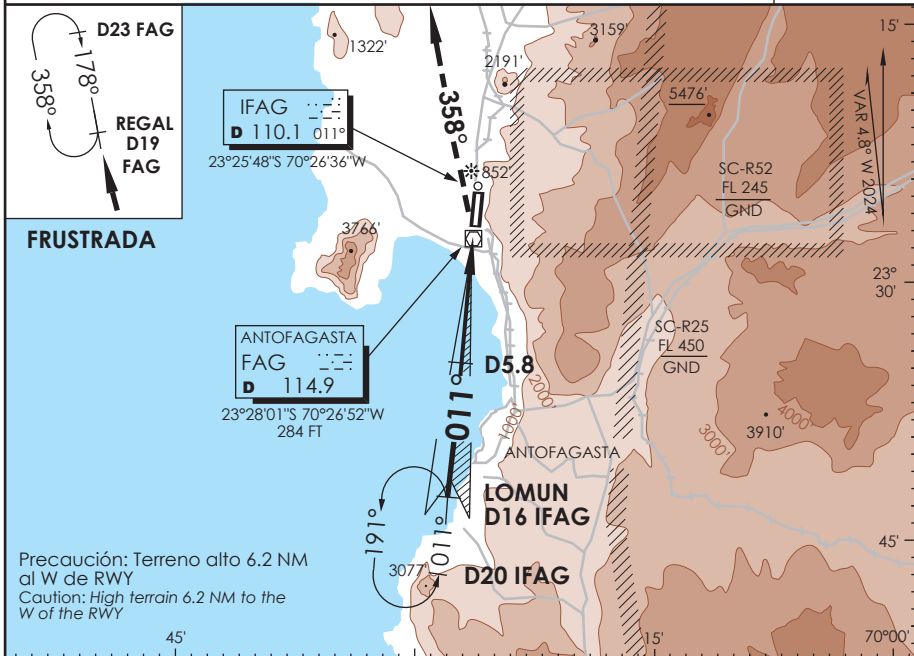 D23 FAG
178°
358°
REGAL
D19
FAG
FRUSTRADA
1322'
2191'
3159'
15'
5476'
VAR 4.8° W 2024
IFAG
D 110.1 011°
23°25'48"S 70°26'36"W
358°
852'
SC-R52
FL 245
GND
3766'
23°
30'
ANTOFAGASTA
FAG
D 114.9
23°28'01"S 70°26'52"W
284 FT
SC-R25
FL 450
GND
D5.8
011°
1000'
2000'
3000'
4000'
3910'
ANTOFAGASTA
LOMUN
D16 IFAG
191°
011°
45'
3077'
D20 IFAG
Precaución: Terreno alto 6.2 NM
al W de RWY
Caution: High terrain 6.2 NM to the
W of the RWY
45'
15'
70°00'